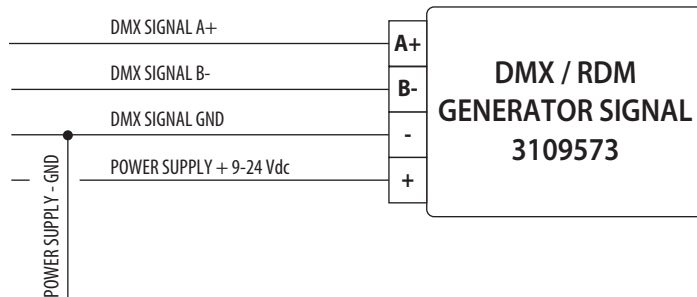 DMX SIGNAL A+
DMX SIGNAL B-
DMX SIGNAL GND
POWER SUPPLY + 9-24 Vdc
POWER SUPPLY - GND
A+
B-
-
+
DMX / RDM
GENERATOR SIGNAL
3109573